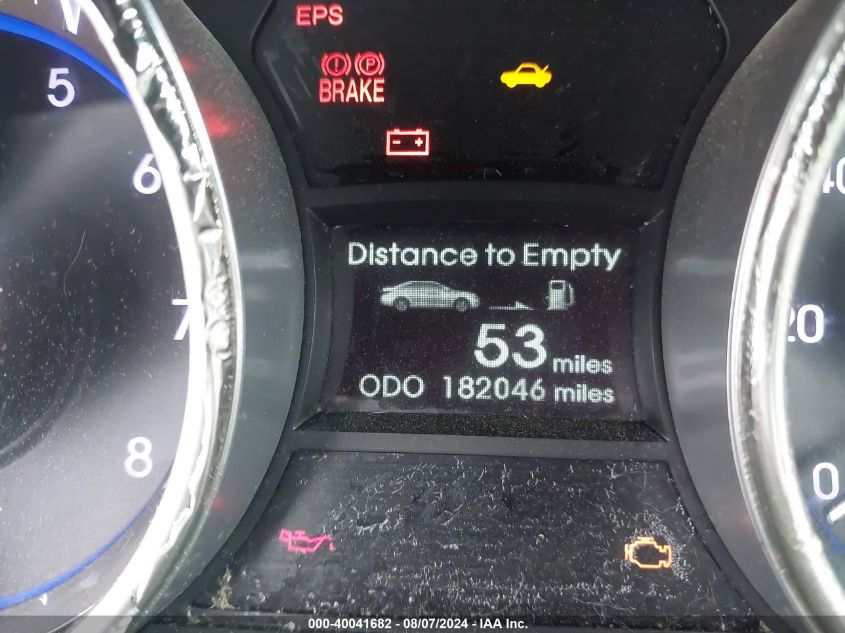 EPS
BRAKE
5
6
7
8
Distance to Empty
53 miles
ODO 182046 miles
20
0
000-40041682 - 08/07/2024 - IAA Inc.